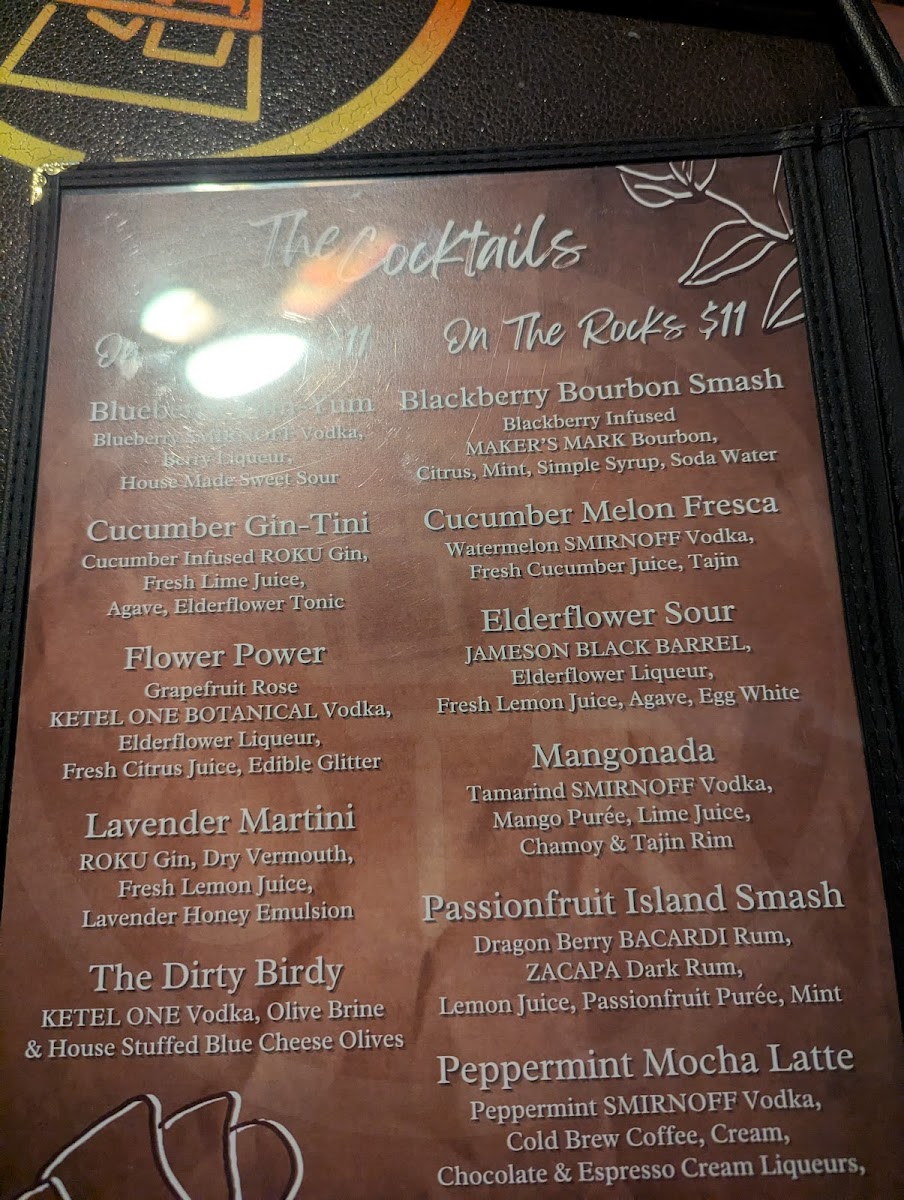 The Cocktails
$11
Yum
Blueberry SMIRNOFF Vodka,
Berry Liqueur,
House Made Sweet Sour
Cucumber Gin-Tini
Cucumber Infused ROKU Gin,
Fresh Lime Juice,
Agave, Elderflower Tonic
Flower Power
Grapefruit Rose
KETEL ONE BOTANICAL Vodka,
Elderflower Liqueur,
Fresh Citrus Juice, Edible Glitter
Lavender Martini
ROKU Gin, Dry Vermouth,
Fresh Lemon Juice,
Lavender Honey Emulsion
The Dirty Birdy
KETEL ONE Vodka, Olive Brine
& House Stuffed Blue Cheese Olives
On The Rocks $11
Blackberry Bourbon Smash
Blackberry Infused
MAKER'S MARK Bourbon,
Citrus, Mint, Simple Syrup, Soda Water
Cucumber Melon Fresca
Watermelon SMIRNOFF Vodka,
Fresh Cucumber Juice, Tajin
Elderflower Sour
JAMESON BLACK BARREL,
Elderflower Liqueur,
Fresh Lemon Juice, Agave, Egg White
Mangonada
Tamarind SMIRNOFF Vodka,
Mango Purée, Lime Juice,
Chamoy & Tajin Rim
Passionfruit Island Smash
Dragon Berry BACARDI Rum,
ZACAPA Dark Rum,
Lemon Juice, Passionfruit Purée, Mint
Peppermint Mocha Latte
Peppermint SMIRNOFF Vodka,
Cold Brew Coffee, Cream,
Chocolate & Espresso Cream Liqueurs,